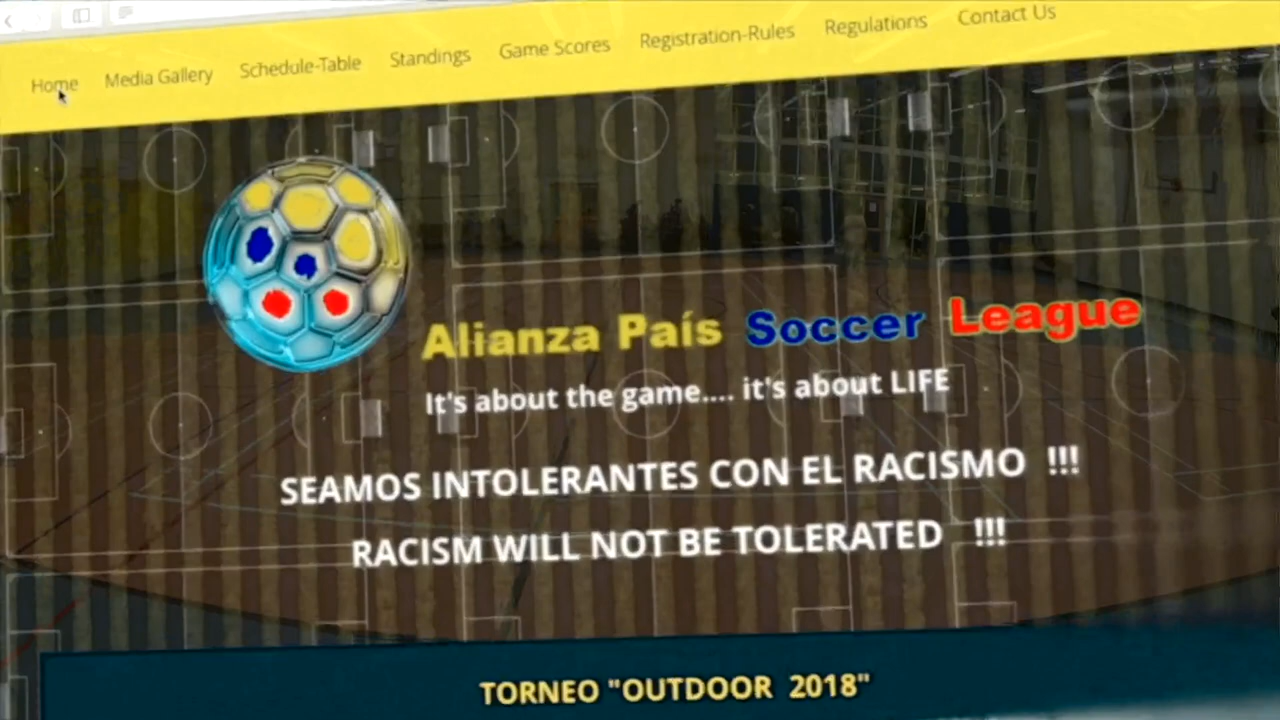 Home Media Gallery Schedule-Table Standings Game Scores Registration-Rules Regulations Contact Us
Alianza País Soccer League
It's about the game.... it's about LIFE
SEAMOS INTOLERANTES CON EL RACISMO !!!
RACISM WILL NOT BE TOLERATED !!!
TORNEO "OUTDOOR 2018"